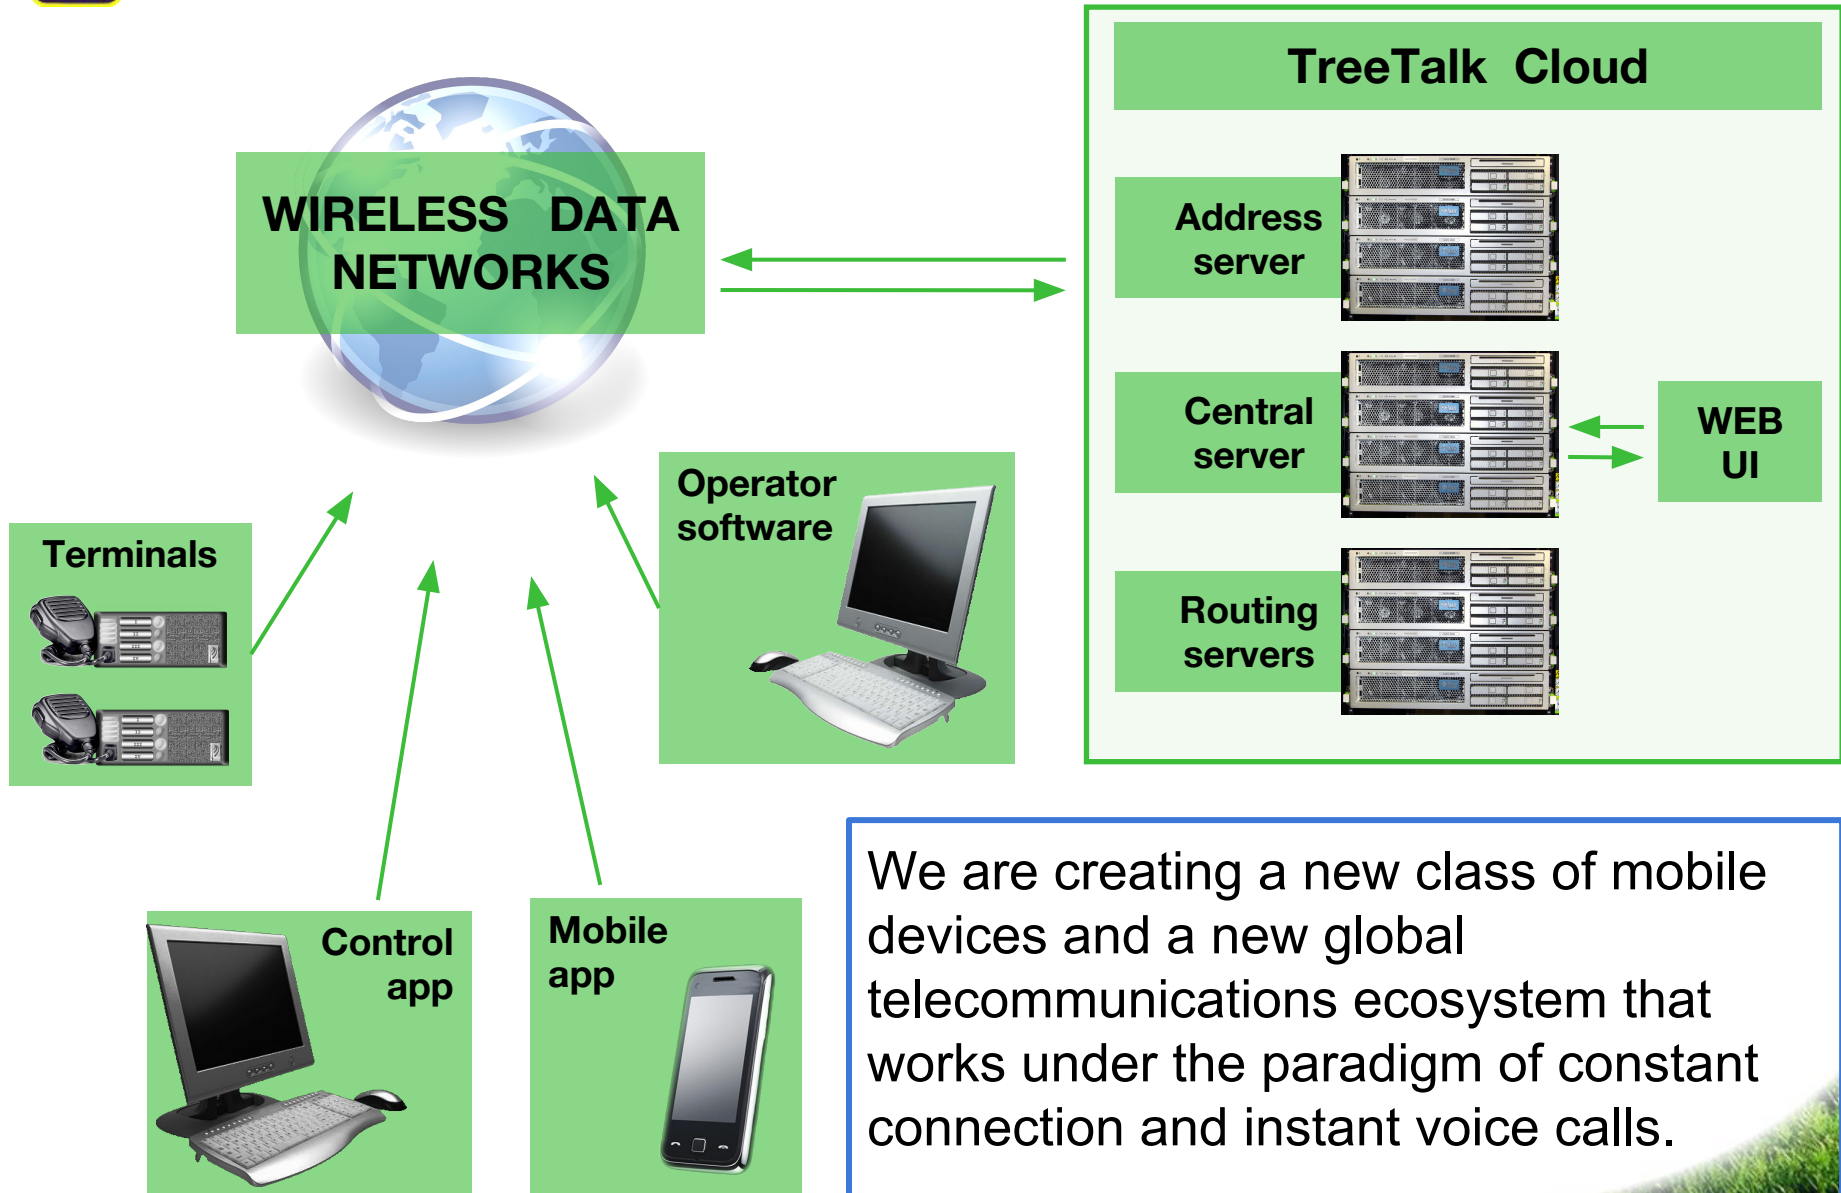 TreeTalk Cloud
WIRELESS DATA
NETWORKS
Address
server
Central
server
WEB
UI
Routing
servers
Operator
software
Terminals
Control
app
Mobile
app
We are creating a new class of mobile
devices and a new global
telecommunications ecosystem that
works under the paradigm of constant
connection and instant voice calls.